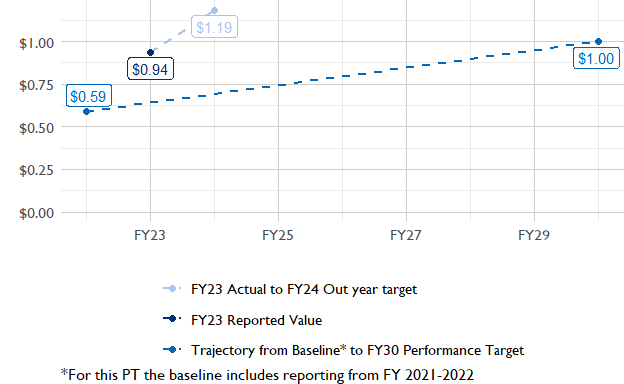 $1.19
$1.00
$0.94
$1.00
$0.75
$0.59
$0.50
$0.25
$0.00
FY23 FY25 FY27 FY29
FY23 Actual to FY24 Out year target
FY23 Reported Value
Trajectory from Baseline* to FY30 Performance Target
*For this PT the baseline includes reporting from FY 2021-2022